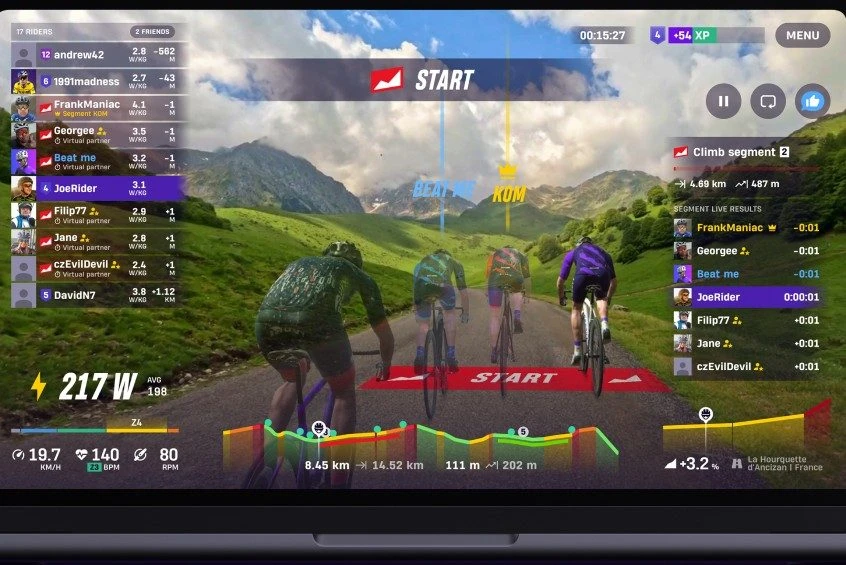 17 RIDERS 2 FRIENDS
12 andrew42 2.8 W/KG -562 M
6 1991madness 2.7 W/KG -43 M
FrankManiac 4.1 W/KG -1 M
Segment KOM
Georgee 3.5 W/KG -1 M
Virtual partner
Beat me 3.2 W/KG -1 M
Virtual partner
4 JoeRider 3.1 W/KG
Filip77 2.9 W/KG +1 M
Virtual partner
Jane 2.8 W/KG +1 M
Virtual partner
czEvilDevil 2.4 W/KG +1 M
Virtual partner
5 DavidN7 3.8 W/KG +1.12 KM
START
00:15:27 4 +54 XP MENU
BEAT ME KOM
Climb segment 2
4.69 km 487 m
SEGMENT LIVE RESULTS
FrankManiac -0:01
Georgee -0:01
Beat me -0:01
JoeRider 0:00:01
Filip77 +0:01
Jane +0:01
czEvilDevil +0:01
START
217 W AVG 198
Z4
19.7 KM/H 140 Z3 BPM 80 RPM
5
8.45 km 14.52 km 111 m 202 m
+3.2 %
La Hourquette
d'Ancizan | France